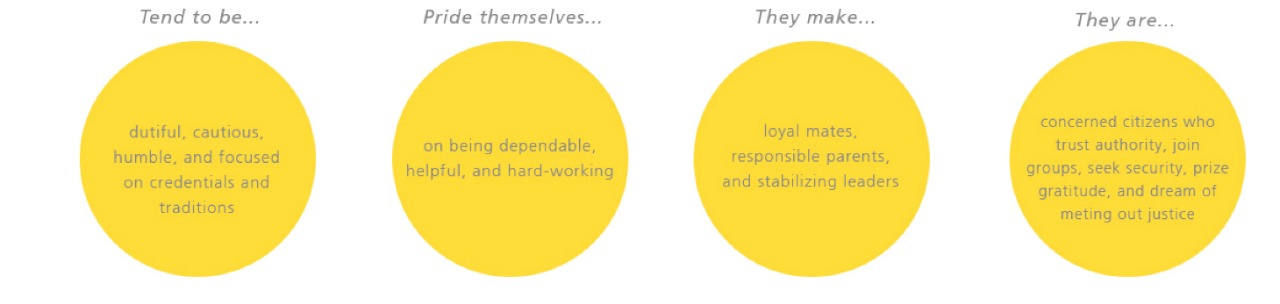 Tend to be...
dutiful, cautious,
humble, and focused
on credentials and
traditions
Pride themselves...
on being dependable,
helpful, and hard-working
They make...
loyal mates,
responsible parents,
and stabilizing leaders
They are...
concerned citizens who
trust authority, join
groups, seek security, prize
gratitude, and dream of
meting out justice